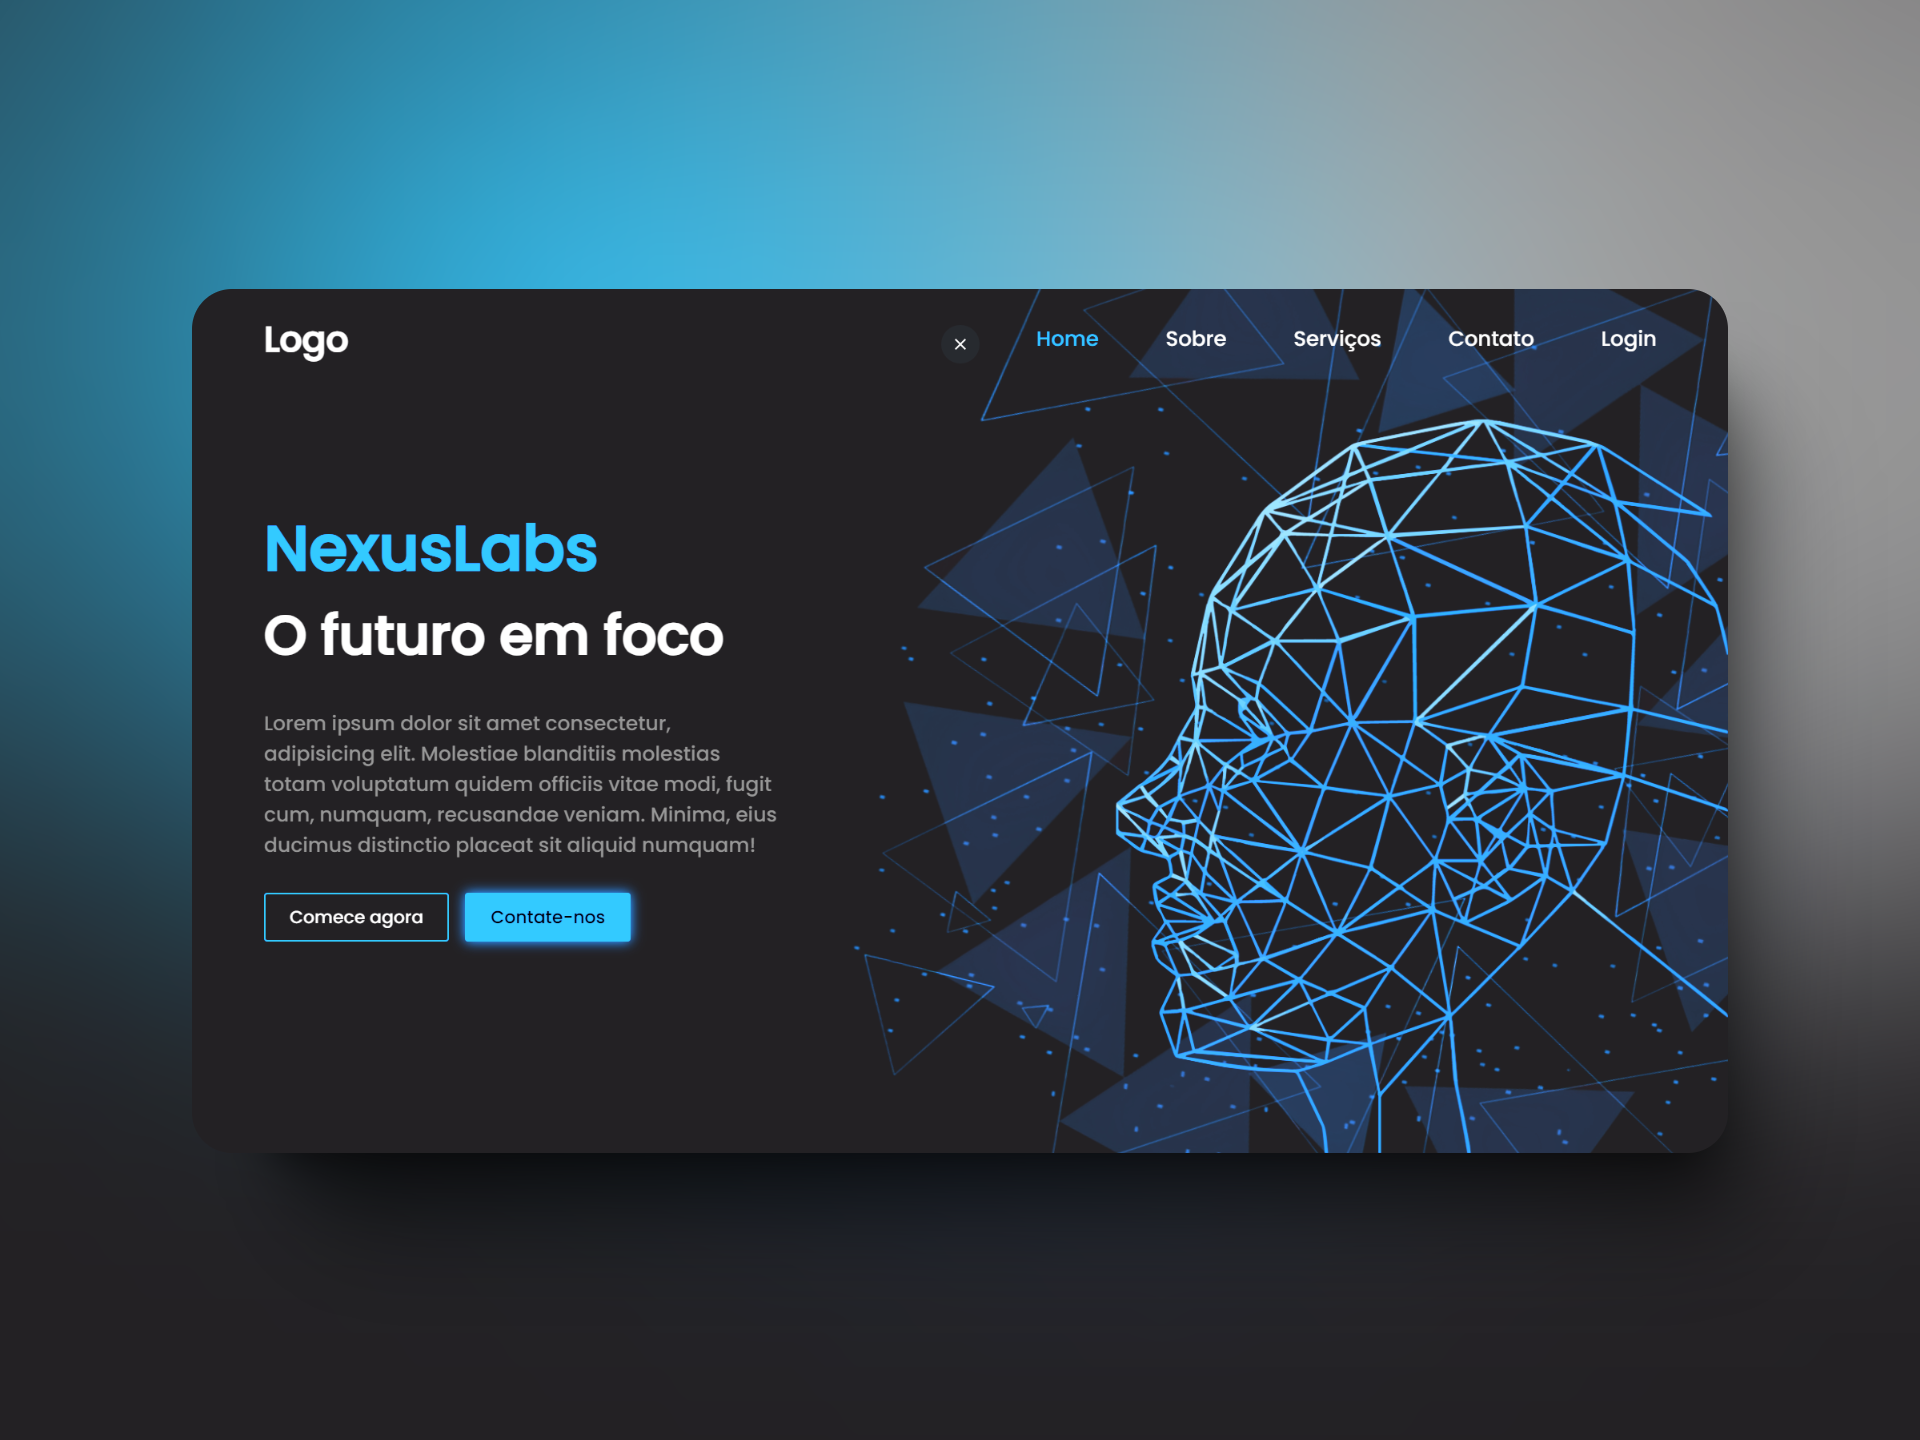 Logo
× Home Sobre Serviços Contato Login
NexusLabs
O futuro em foco
Lorem ipsum dolor sit amet consectetur,
adipisicing elit. Molestiae blanditiis molestias
totam voluptatum quidem officiis vitae modi, fugit
cum, numquam, recusandae veniam. Minima, eius
ducimus distinctio placeat sit aliquid numquam!
Comece agora Contate-nos